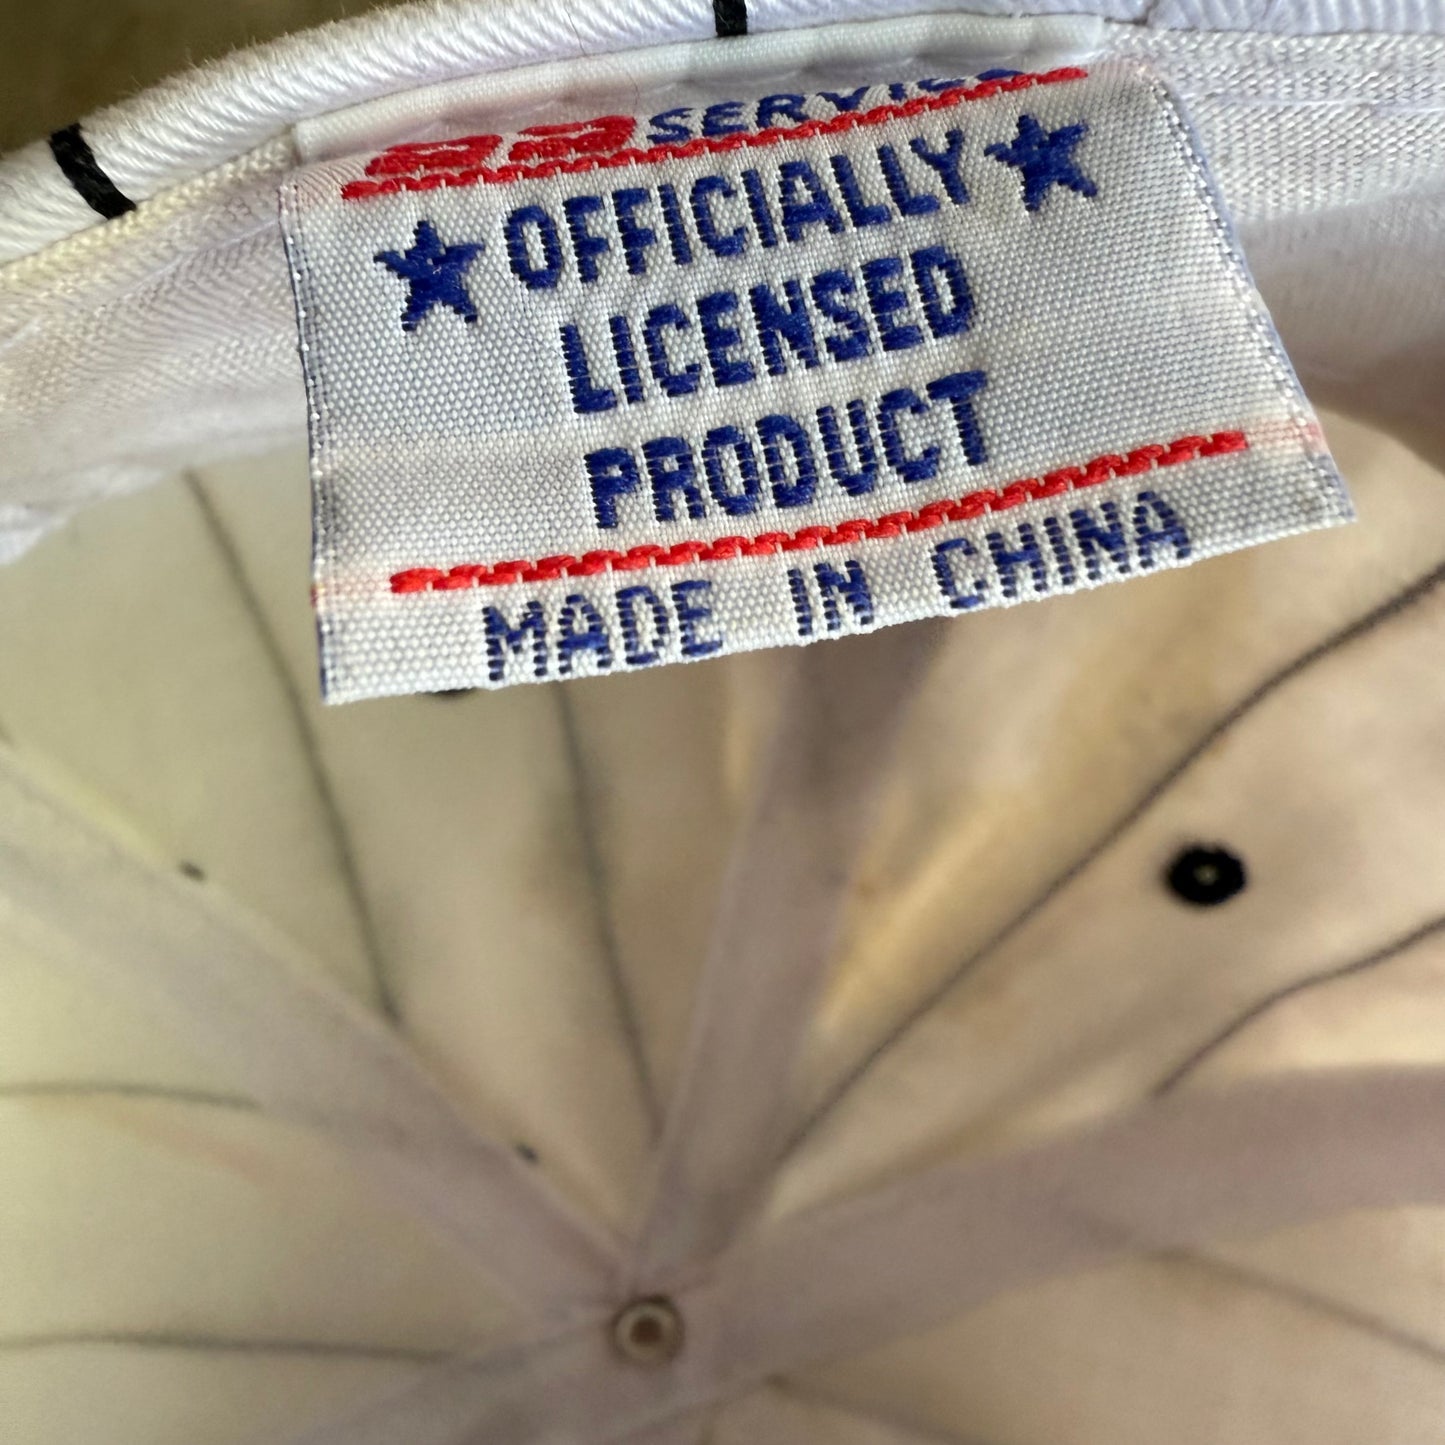 SERVICE
OFFICIALLY
LICENSED
PRODUCT
MADE IN CHINA